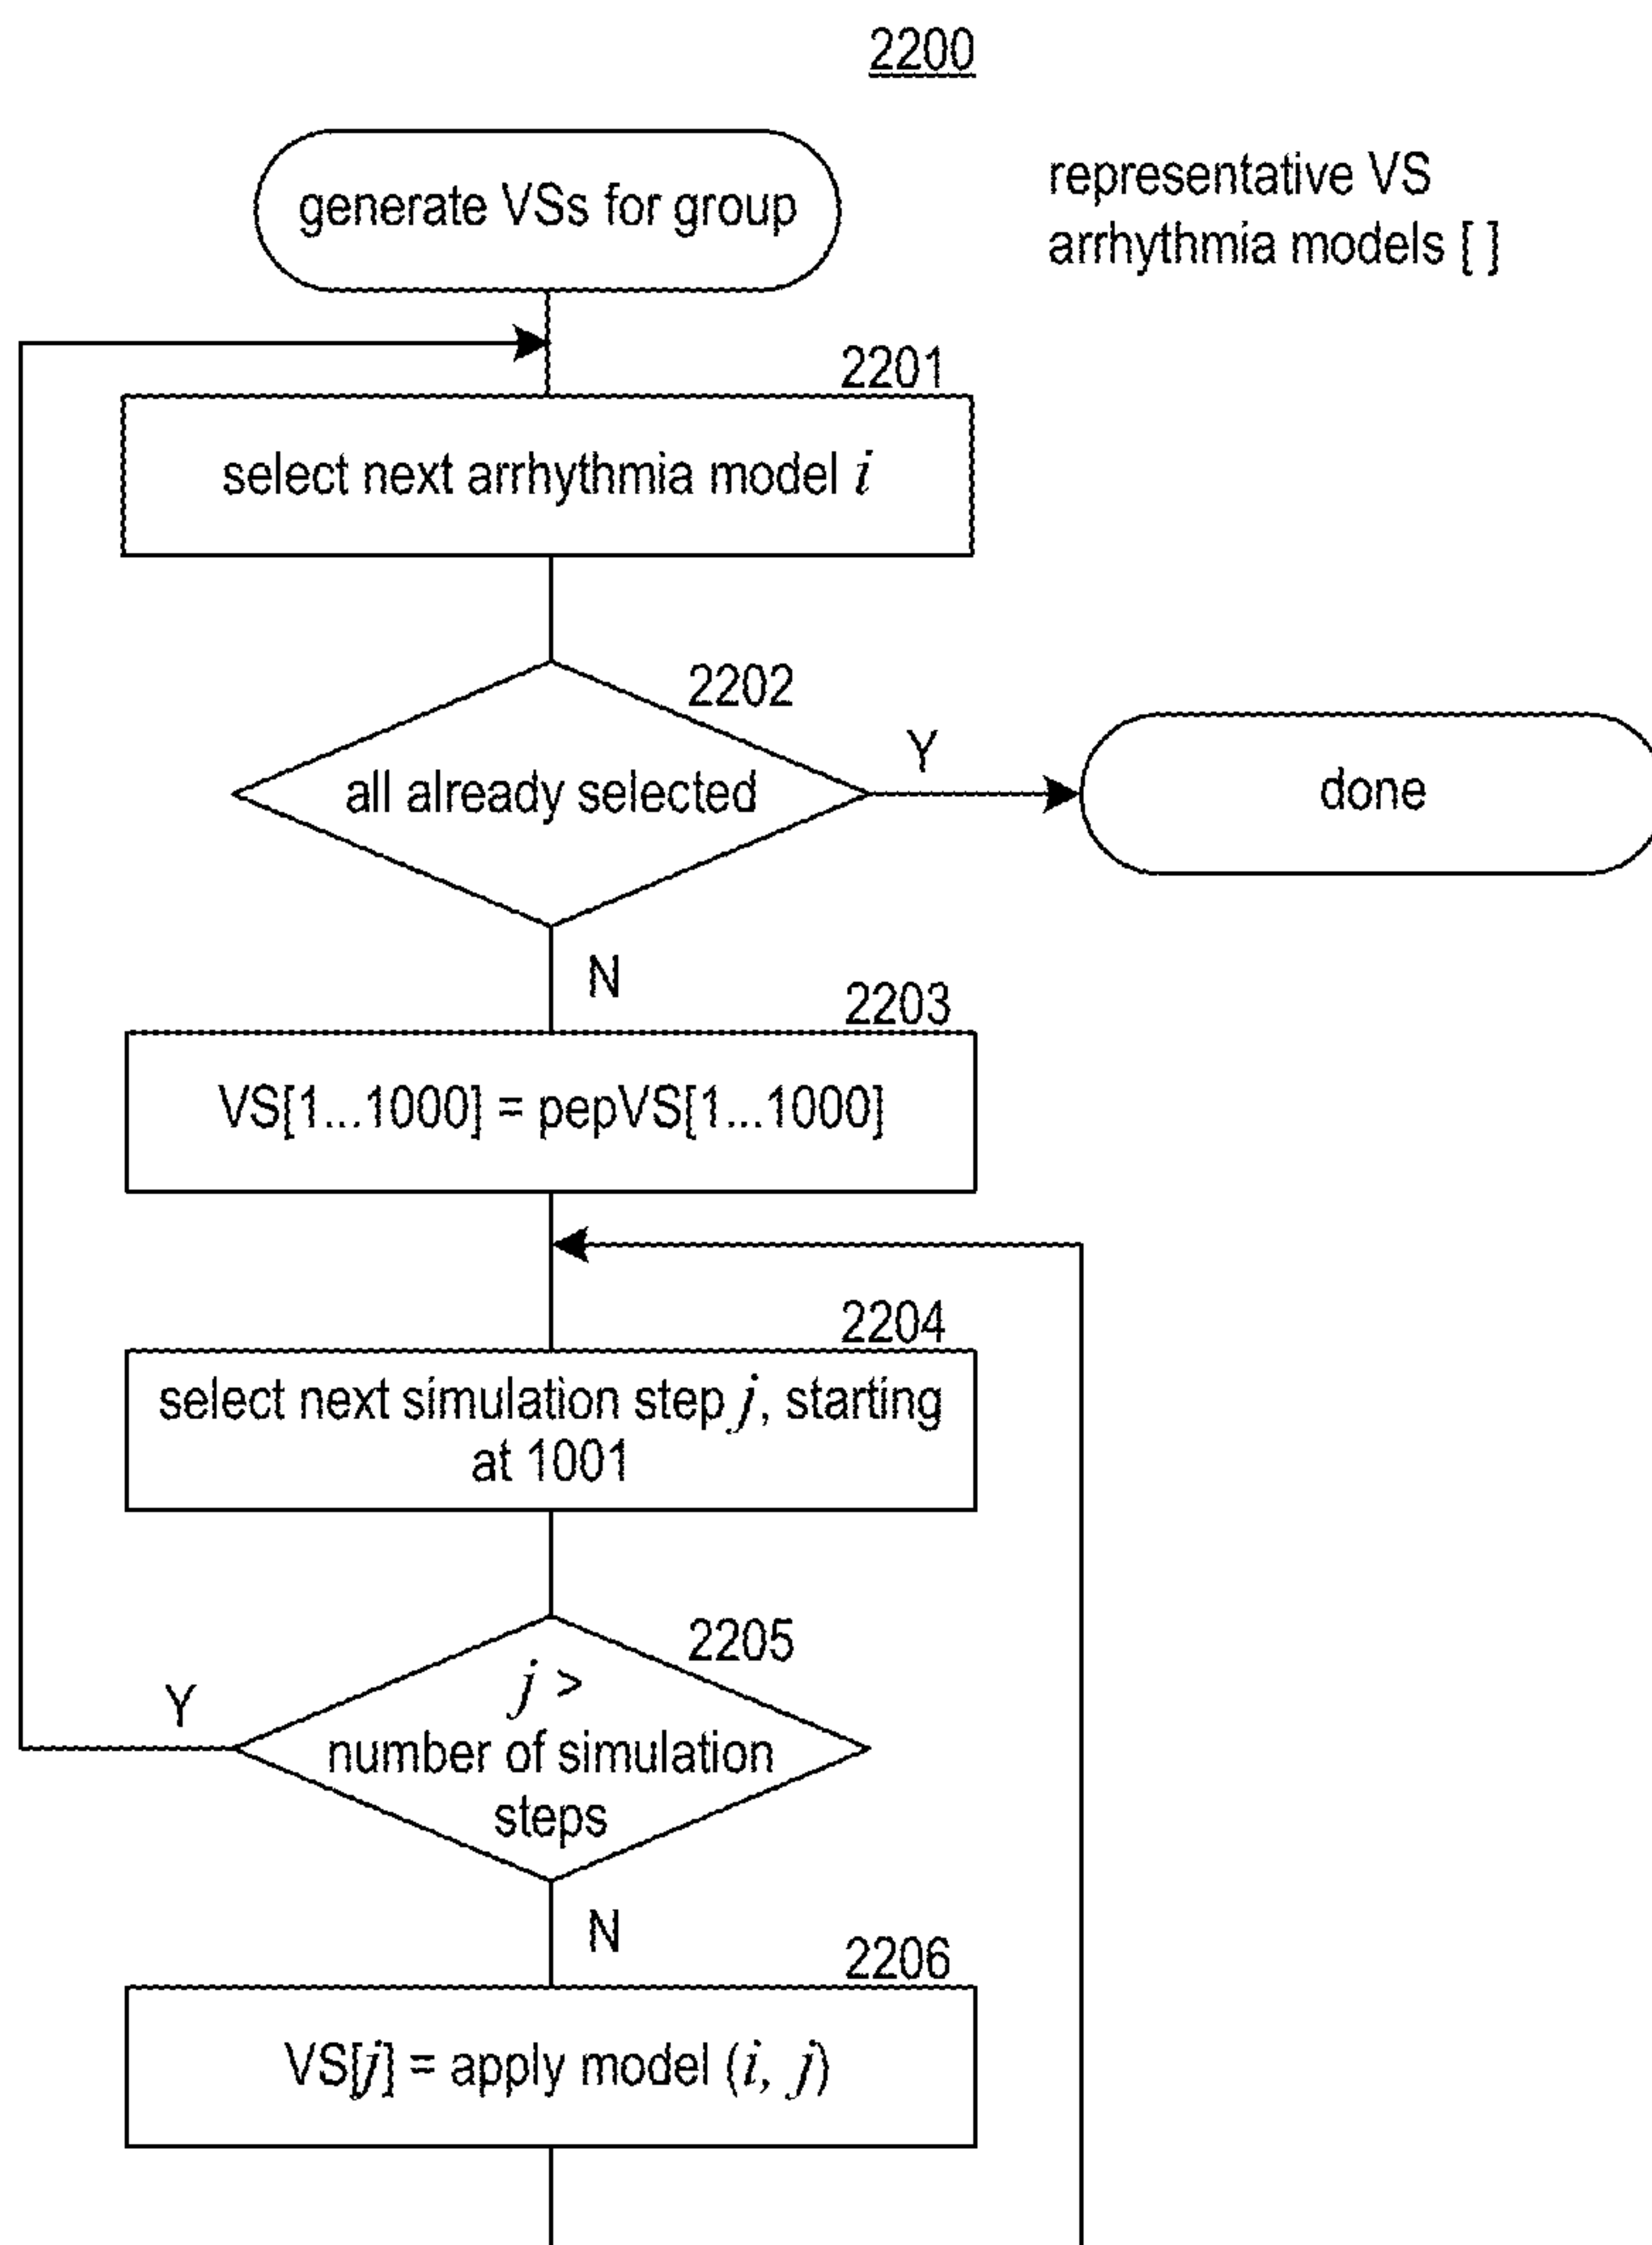 2200
generate VSs for group
representative VS
arrhythmia models [ ]
2201
select next arrhythmia model i
2202
all already selected
Y
done
N
2203
VS[1...1000] = pepVS[1...1000]
2204
select next simulation step j, starting
at 1001
2205
j >
number of simulation
steps
Y
N
2206
VS[j] = apply model (i, j)